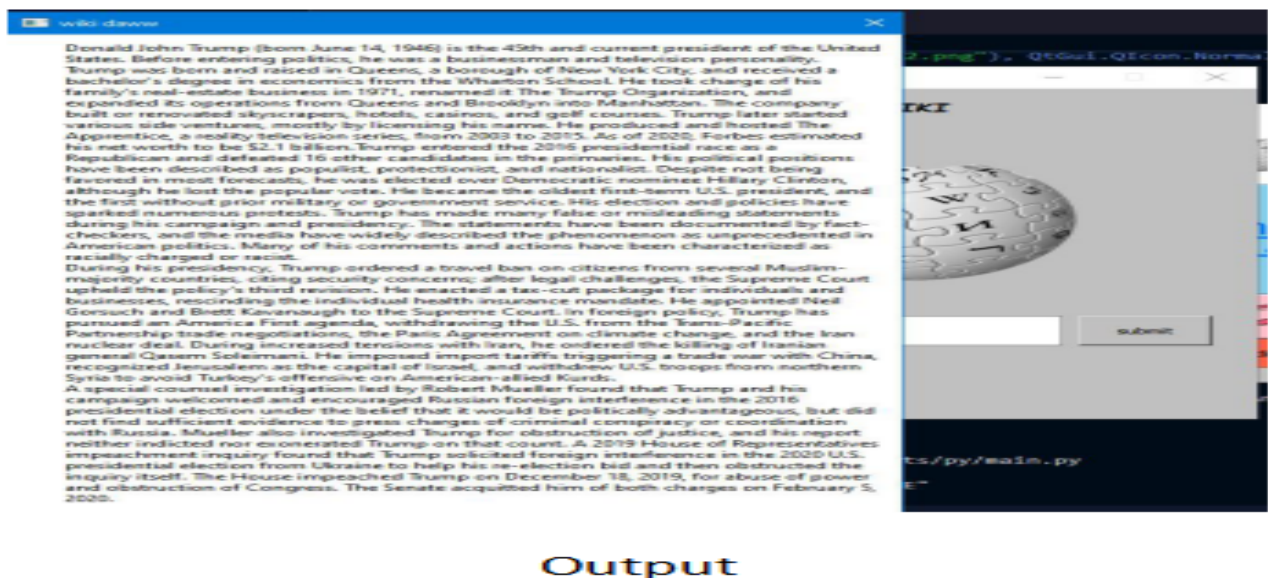 wiki daww
Donald John Trump (born June 14, 1946) is the 45th and current president of the United
States. Before entering politics, he was a businessman and television personality.
Trump was born and raised in Queens, a borough of New York City, and received a
bachelor's degree in economics from the Wharton School. He took charge of his
family's real-estate business in 1971, renamed it The Trump Organization, and
expanded its operations from Queens and Brooklyn into Manhattan. The company
built or renovated skyscrapers, hotels, casinos, and golf courses. Trump later started
various side ventures, mostly by licensing his name. He produced and hosted The
Apprentice, a reality television series, from 2003 to 2015. As of 2020, Forbes estimated
his net worth to be $2.1 billion.Trump entered the 2016 presidential race as a
Republican and defeated 16 other candidates in the primaries. His political positions
have been described as populist, protectionist, and nationalist. Despite not being
favored in most forecasts, he was elected over Democratic nominee Hillary Clinton,
although he lost the popular vote. He became the oldest first-term U.S. president, and
the first without prior military or government service. His election and policies have
sparked numerous protests. Trump has made many false or misleading statements
during his campaign and presidency. The statements have been documented by fact-
checkers, and the media have widely described the phenomenon as unprecedented in
American politics. Many of his comments and actions have been characterized as
racially charged or racist.
During his presidency, Trump ordered a travel ban on citizens from several Muslim-
majority countries, citing security concerns; after legal challenges, the Supreme Court
upheld the policy's third revision. He enacted a tax-cut package for individuals and
businesses, rescinding the individual health insurance mandate. He appointed Neil
Gorsuch and Brett Kavanaugh to the Supreme Court. In foreign policy, Trump has
pursued an America First agenda, withdrawing the U.S. from the Trans-Pacific
Partnership trade negotiations, the Paris Agreement on climate change, and the Iran
nuclear deal. During increased tensions with Iran, he ordered the killing of Iranian
general Qasem Soleimani. He imposed import tariffs triggering a trade war with China,
recognized Jerusalem as the capital of Israel, and withdrew U.S. troops from northern
Syria to avoid Turkey's offensive on American-allied Kurds.
A special counsel investigation led by Robert Mueller found that Trump and his
campaign welcomed and encouraged Russian foreign interference in the 2016
presidential election under the belief that it would be politically advantageous, but did
not find sufficient evidence to press charges of criminal conspiracy or coordination
with Russia. Mueller also investigated Trump for obstruction of justice, and his report
neither indicted nor exonerated Trump on that count. A 2019 House of Representatives
impeachment inquiry found that Trump solicited foreign interference in the 2020 U.S.
presidential election from Ukraine to help his re-election bid and then obstructed the
inquiry itself. The House impeached Trump on December 18, 2019, for abuse of power
and obstruction of Congress. The Senate acquitted him of both charges on February 5,
2020.
2.png"), QtGui.QIcon.Norma
IKI
submit
ts/py/main.py
Output